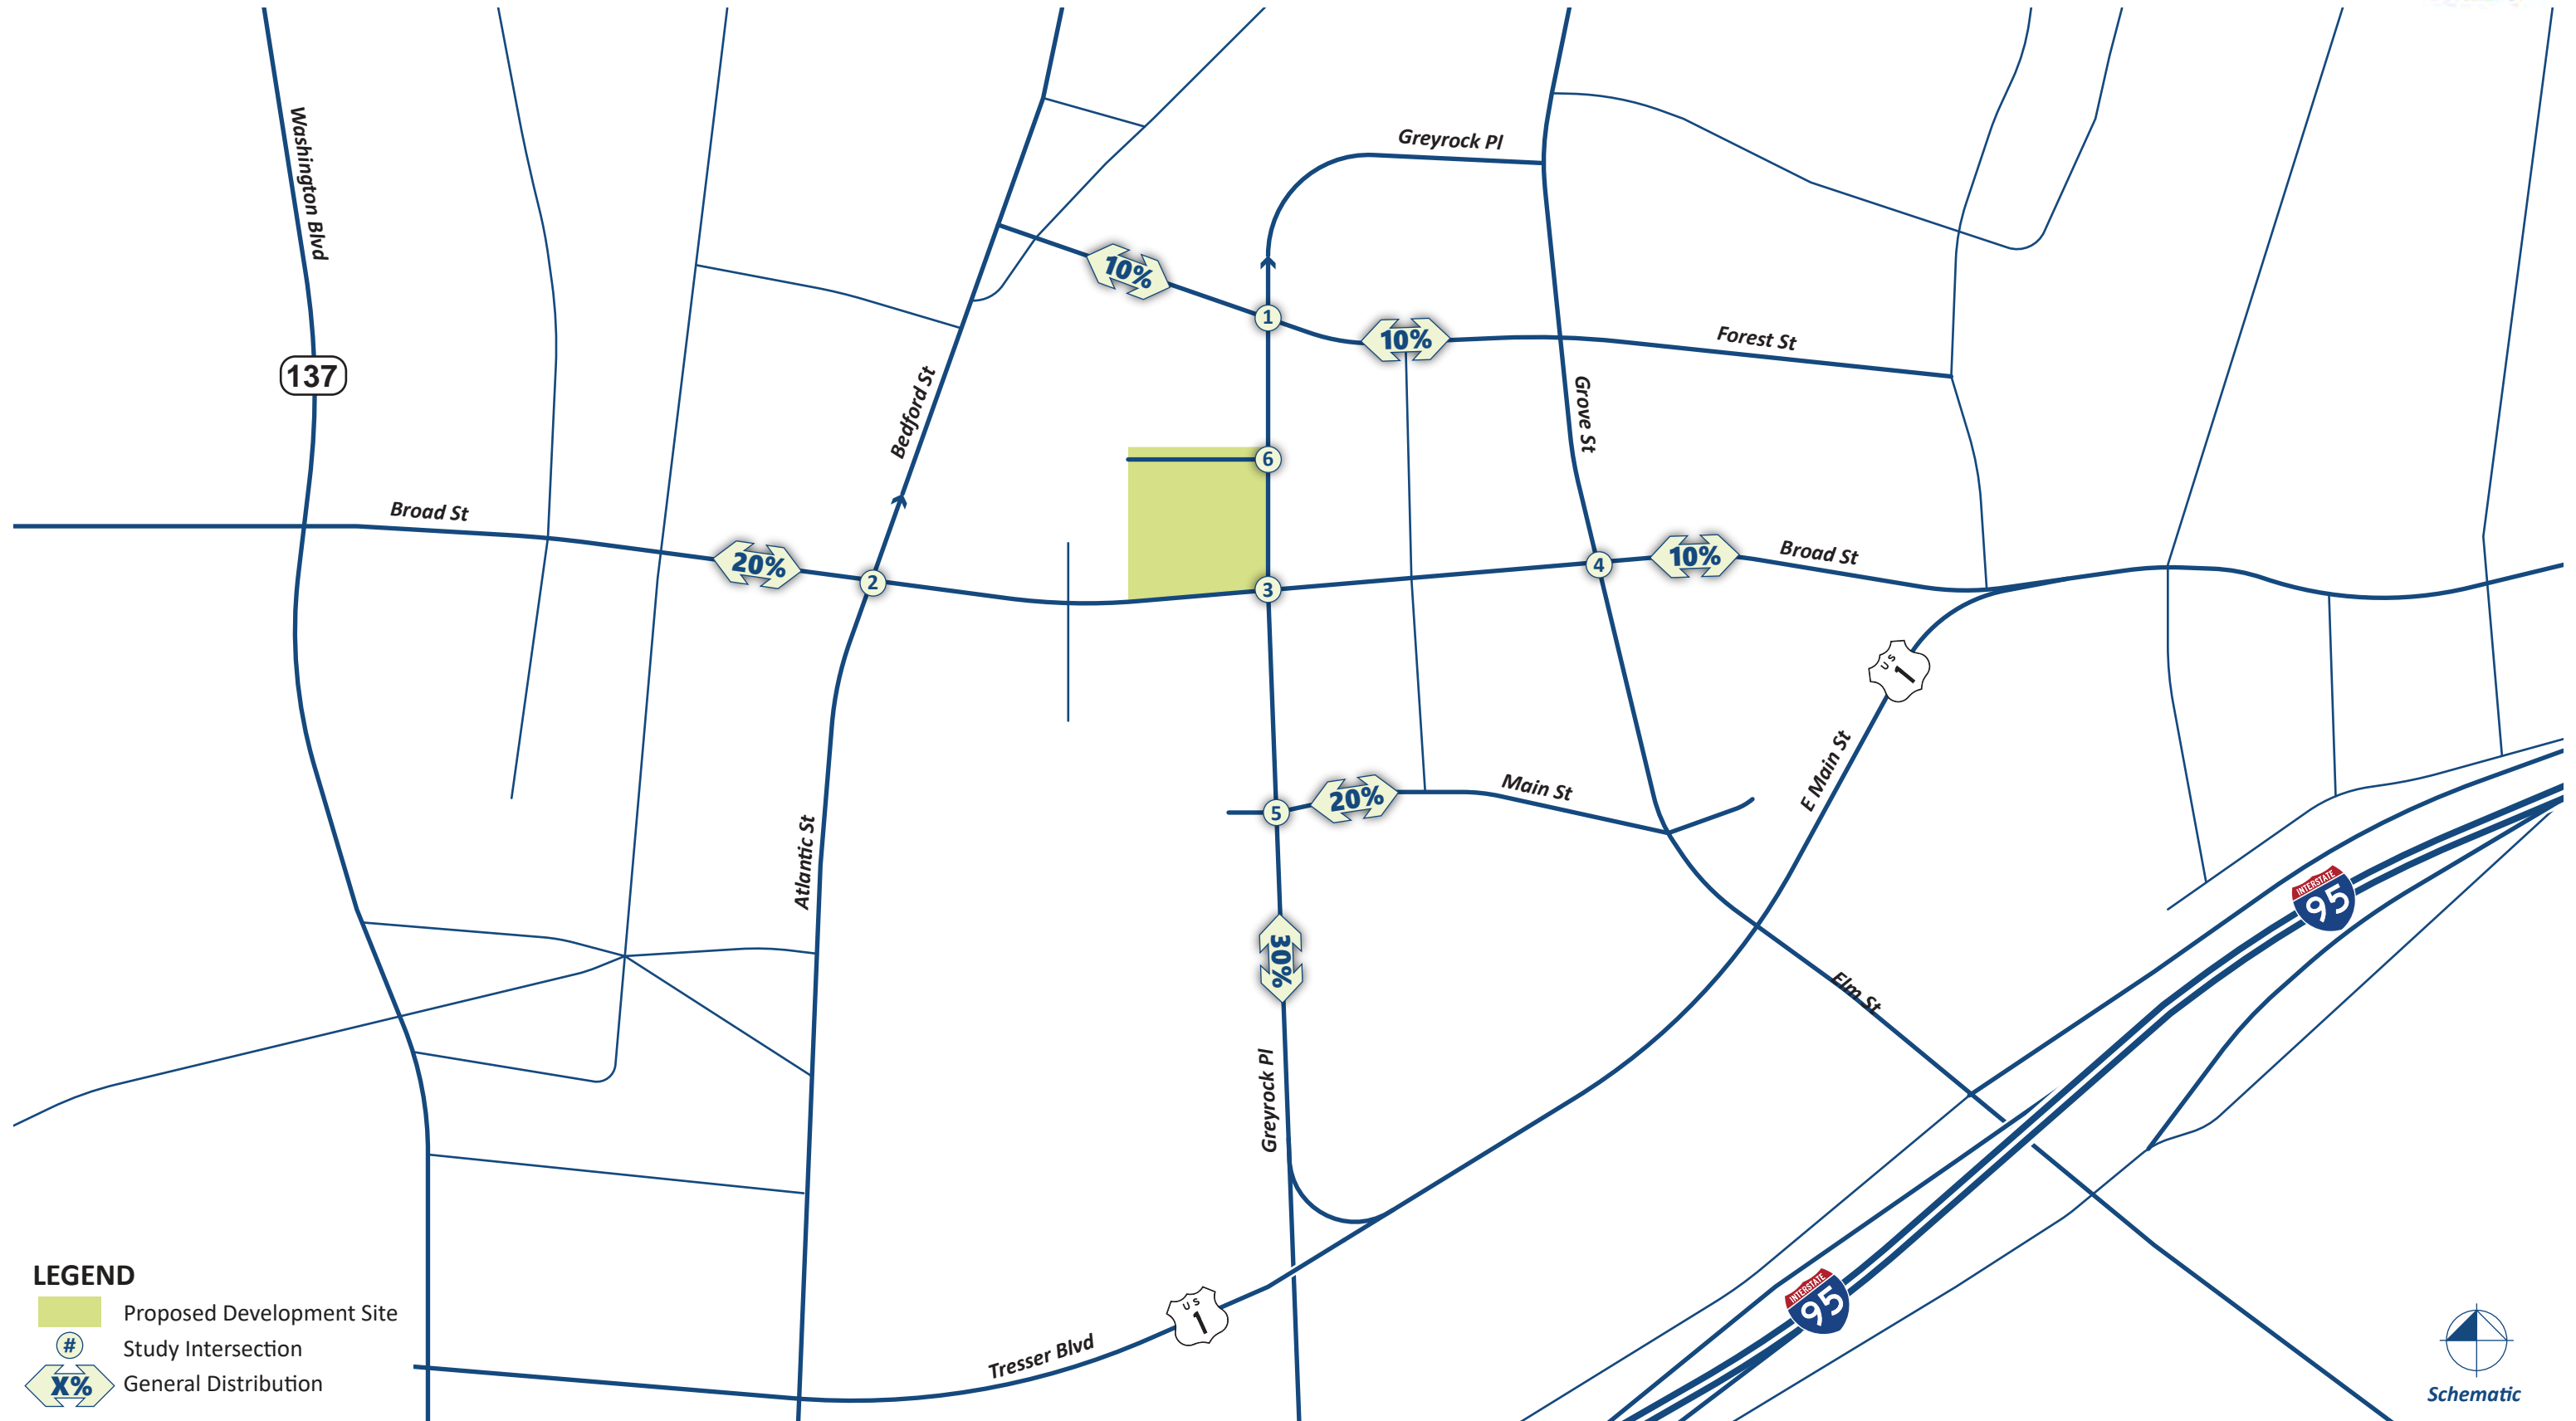 Greyrock Pl
Washington Blvd
10%
1
10%
Forest St
137
Bedford St
Grove St
6
Broad St
20%
2
3
4
10%
Broad St
US
1
E Main St
Main St
20%
5
Atlantic St
INTERSTATE
95
30%
Elm St
Greyrock Pl
LEGEND
Proposed Development Site
# Study Intersection
X% General Distribution
US
1
Tresser Blvd
INTERSTATE
95
Schematic